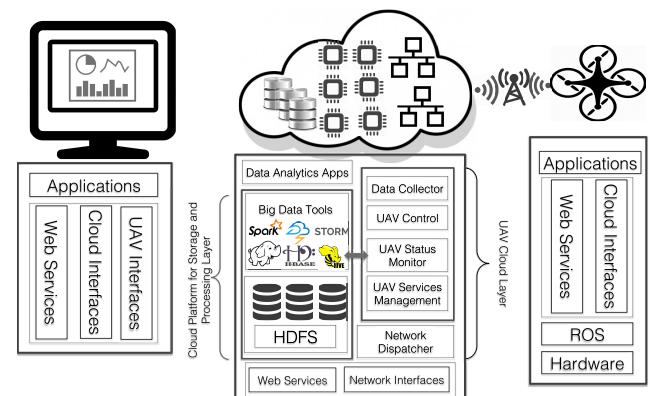 Applications
Web Services
Cloud Interfaces
UAV Interfaces
Cloud Platform for Storage and
Processing Layer
Data Analytics Apps
Big Data Tools
Spark
STORM
HBASE
HIVE
HDFS
Data Collector
UAV Control
UAV Status
Monitor
UAV Services
Management
Network
Dispatcher
Web Services
Network Interfaces
UAV Cloud Layer
Applications
Web Services
Cloud Interfaces
ROS
Hardware